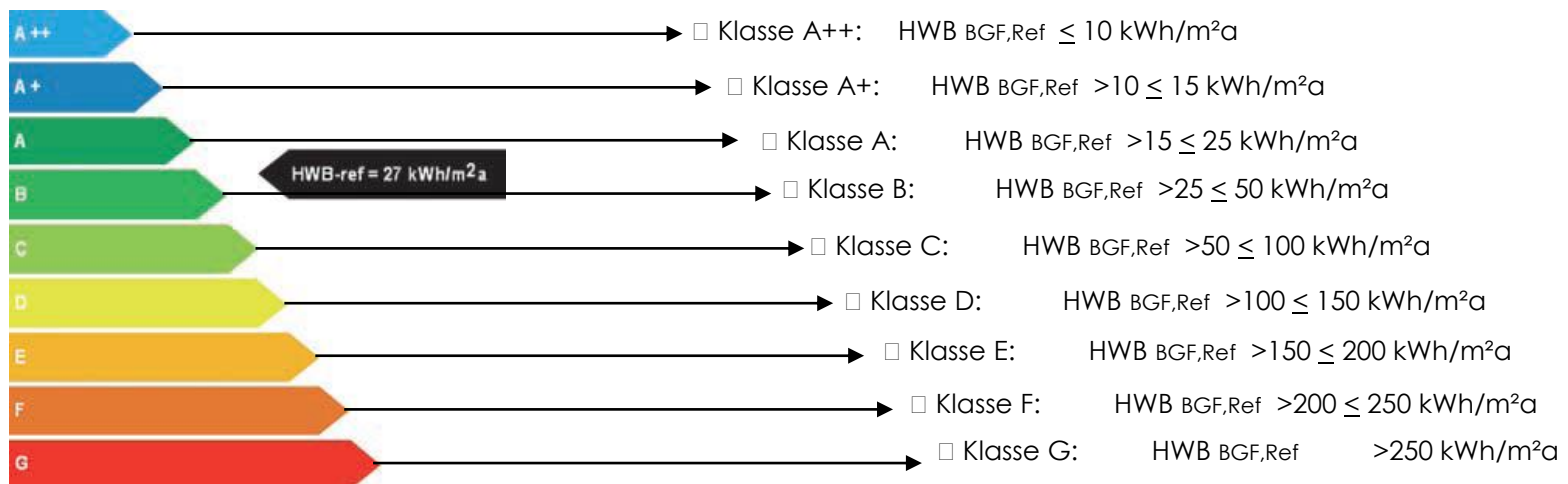 A ++ □ Klasse A++: HWB BGF,Ref ≤ 10 kWh/m²a
A + □ Klasse A+: HWB BGF,Ref >10 ≤ 15 kWh/m²a
A □ Klasse A: HWB BGF,Ref >15 ≤ 25 kWh/m²a
HWB-ref = 27 kWh/m²a
B □ Klasse B: HWB BGF,Ref >25 ≤ 50 kWh/m²a
C □ Klasse C: HWB BGF,Ref >50 ≤ 100 kWh/m²a
D □ Klasse D: HWB BGF,Ref >100 ≤ 150 kWh/m²a
E □ Klasse E: HWB BGF,Ref >150 ≤ 200 kWh/m²a
F □ Klasse F: HWB BGF,Ref >200 ≤ 250 kWh/m²a
G □ Klasse G: HWB BGF,Ref >250 kWh/m²a